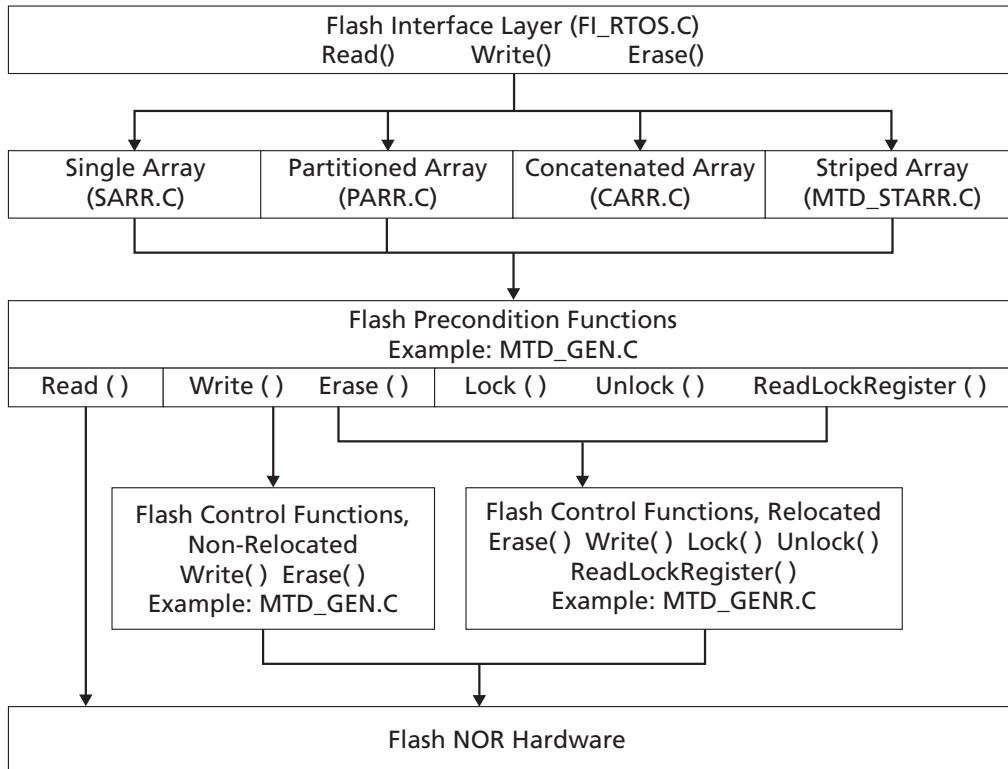 Flash Interface Layer (FI_RTOS.C)
Read() Write() Erase()
Single Array
(SARR.C)
Partitioned Array
(PARR.C)
Concatenated Array
(CARR.C)
Striped Array
(MTD_STARR.C)
Flash Precondition Functions
Example: MTD_GEN.C
Read ( ) Write ( ) Erase ( ) Lock ( ) Unlock ( ) ReadLockRegister ( )
Flash Control Functions,
Non-Relocated
Write( ) Erase( )
Example: MTD_GEN.C
Flash Control Functions, Relocated
Erase( ) Write( ) Lock( ) Unlock( )
ReadLockRegister( )
Example: MTD_GENR.C
Flash NOR Hardware